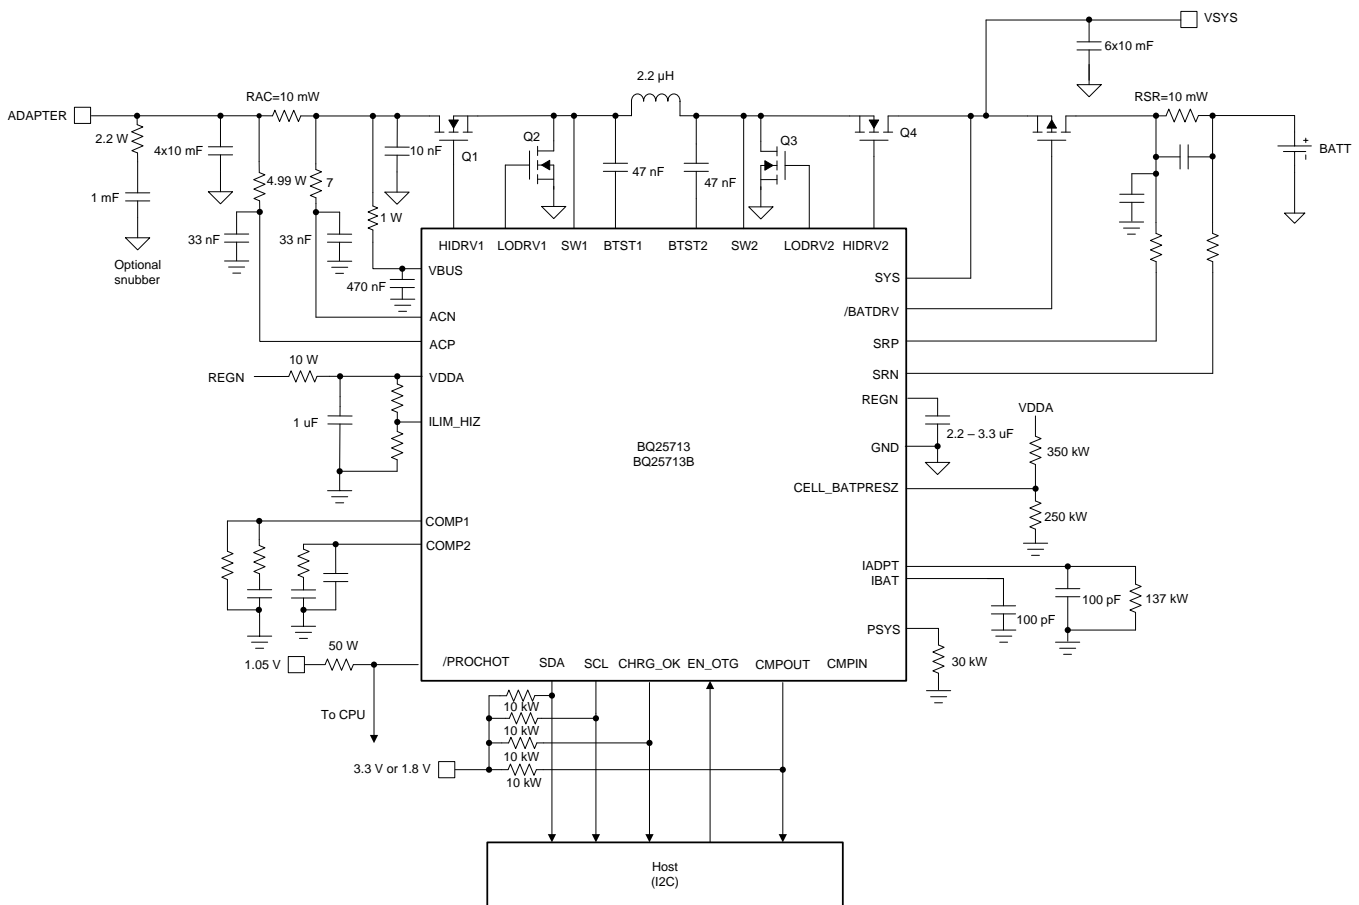 VSYS
6x10 mF
2.2 µH
RAC=10 mW
RSR=10 mW
ADAPTER
2.2 W
4x10 mF
10 nF
Q1
Q2
Q3
Q4
47 nF
47 nF
BATT
+
-
4.99 W
7
1 mF
1 W
33 nF
33 nF
Optional
snubber
470 nF
HIDRV1
LODRV1
SW1
BTST1
BTST2
SW2
LODRV2
HIDRV2
VBUS
SYS
ACN
/BATDRV
ACP
SRP
10 W
REGN
VDDA
SRN
REGN
VDDA
1 uF
ILIM_HIZ
2.2 – 3.3 uF
GND
350 kW
BQ25713
BQ25713B
CELL_BATPRESZ
250 kW
COMP1
COMP2
IADPT
IBAT
100 pF
137 kW
100 pF
PSYS
50 W
1.05 V
30 kW
/PROCHOT
SDA
SCL
CHRG_OK
EN_OTG
CMPOUT
CMPIN
To CPU
10 kW
10 kW
10 kW
3.3 V or 1.8 V
10 kW
Host
(I2C)